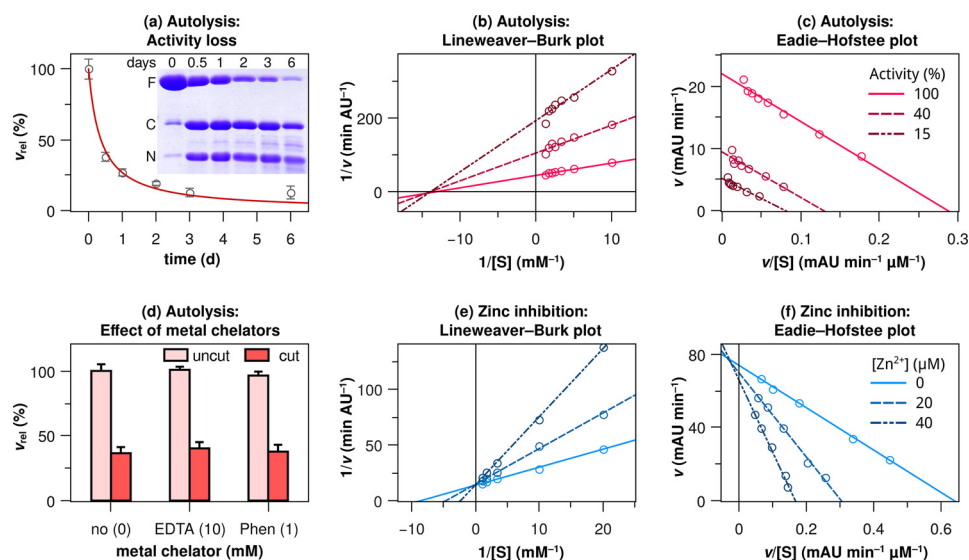 (a) Autolysis:
Activity loss
days 0 0.5 1 2 3 6
F
C
N
100
50
0
v_rel (%)
0 1 2 3 4 5 6
time (d)
(b) Autolysis:
Lineweaver–Burk plot
200
0
1/v (min AU⁻¹)
−10 0 10
1/[S] (mM⁻¹)
(c) Autolysis:
Eadie–Hofstee plot
Activity (%)
100
40
15
20
10
0
v (mAU min⁻¹)
0 0.1 0.2 0.3
v/[S] (mAU min⁻¹ µM⁻¹)
(d) Autolysis:
Effect of metal chelators
uncut cut
100
50
0
v_rel (%)
no (0) EDTA (10) Phen (1)
metal chelator (mM)
(e) Zinc inhibition:
Lineweaver–Burk plot
100
50
0
1/v (min AU⁻¹)
−10 0 10 20
1/[S] (mM⁻¹)
(f) Zinc inhibition:
Eadie–Hofstee plot
[Zn²⁺] (µM)
0
20
40
80
40
0
v (mAU min⁻¹)
0 0.2 0.4 0.6
v/[S] (mAU min⁻¹ µM⁻¹)